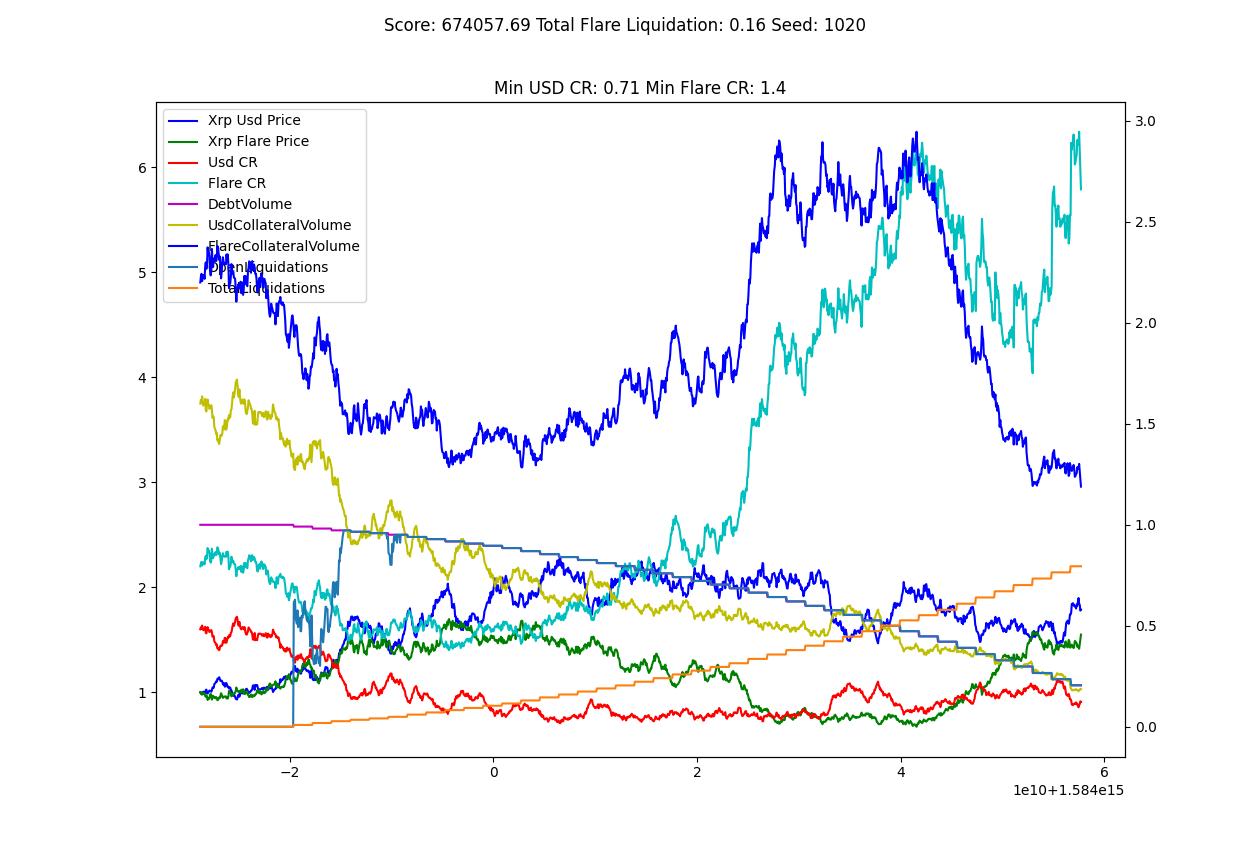 Score: 674057.69 Total Flare Liquidation: 0.16 Seed: 1020
Min USD CR: 0.71 Min Flare CR: 1.4
Xrp Usd Price
Xrp Flare Price
Usd CR
Flare CR
DebtVolume
UsdCollateralVolume
FlareCollateralVolume
OpenLiquidations
TotalLiquidations
6
5
4
3
2
1
3.0
2.5
2.0
1.5
1.0
0.5
0.0
−2
0
2
4
6
1e10+1.584e15